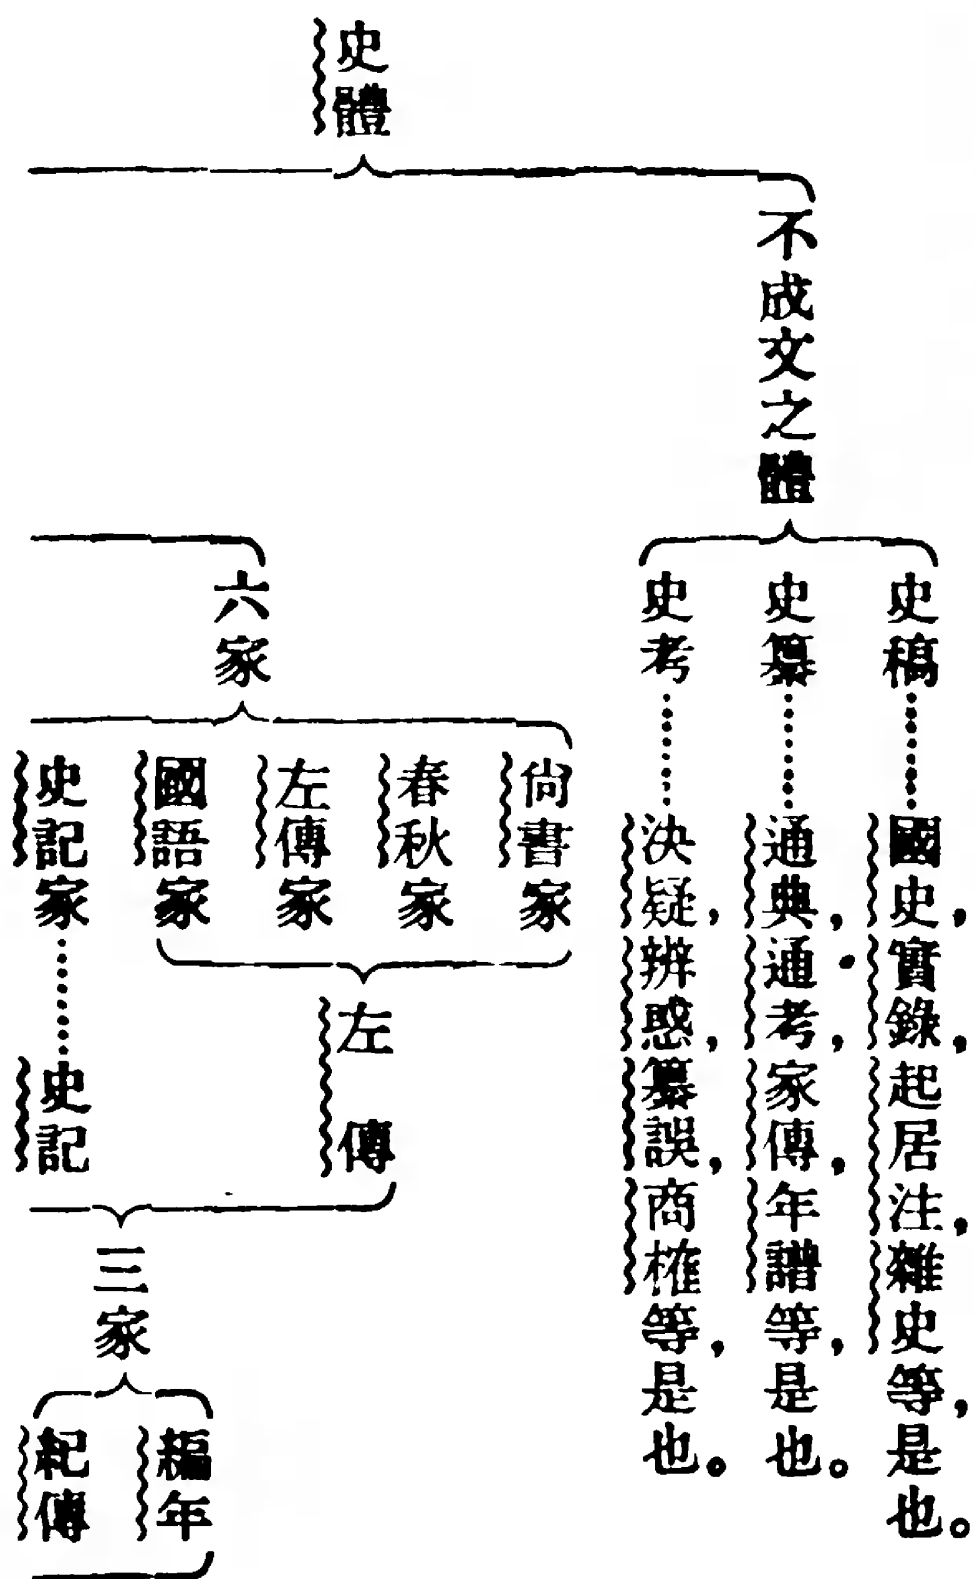 史體
不成文之體
史稿……國史，實錄，起居注，雜史等，是也。
史纂……通典，通考，家傳，年譜等，是也。
史考……決疑，辨惑，纂誤，商榷等，是也。
六家
尚書家
春秋家
左傳家
國語家
左傳
史記家……史記
三家
編年
紀傳